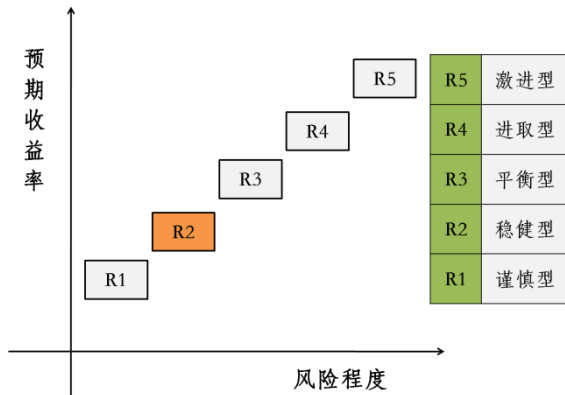 预期收益率
R5
R4
R3
R2
R1
风险程度
R5 激进型
R4 进取型
R3 平衡型
R2 稳健型
R1 谨慎型